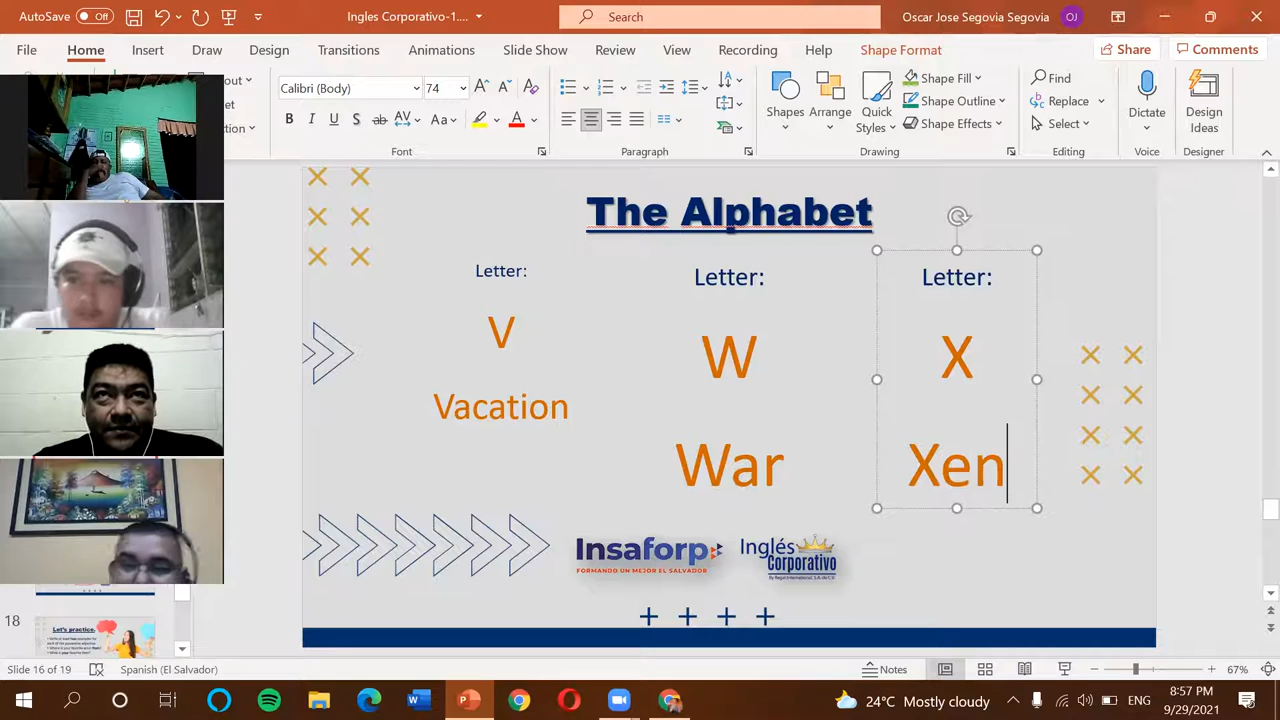 AutoSave Off Ingles Corporativo-1.... Search Oscar Jose Segovia Segovia OJ
File Home Insert Draw Design Transitions Animations Slide Show Review View Recording Help Shape Format Share Comments
Calibri (Body) 74
Font
Paragraph
Shapes
Arrange
Quick Styles
Shape Fill
Shape Outline
Shape Effects
Drawing
Find
Replace
Select
Editing
Dictate
Voice
Design Ideas
Designer
The Alphabet
Letter:
V
Vacation
Letter:
W
War
Letter:
X
Xen
Insaforp
FORMANDO UN MEJOR EL SALVADOR
Inglés
Corporativo
18
Let's practice.
Slide 16 of 19 Spanish (El Salvador) Notes 67%
24°C Mostly cloudy ENG 8:57 PM
9/29/2021